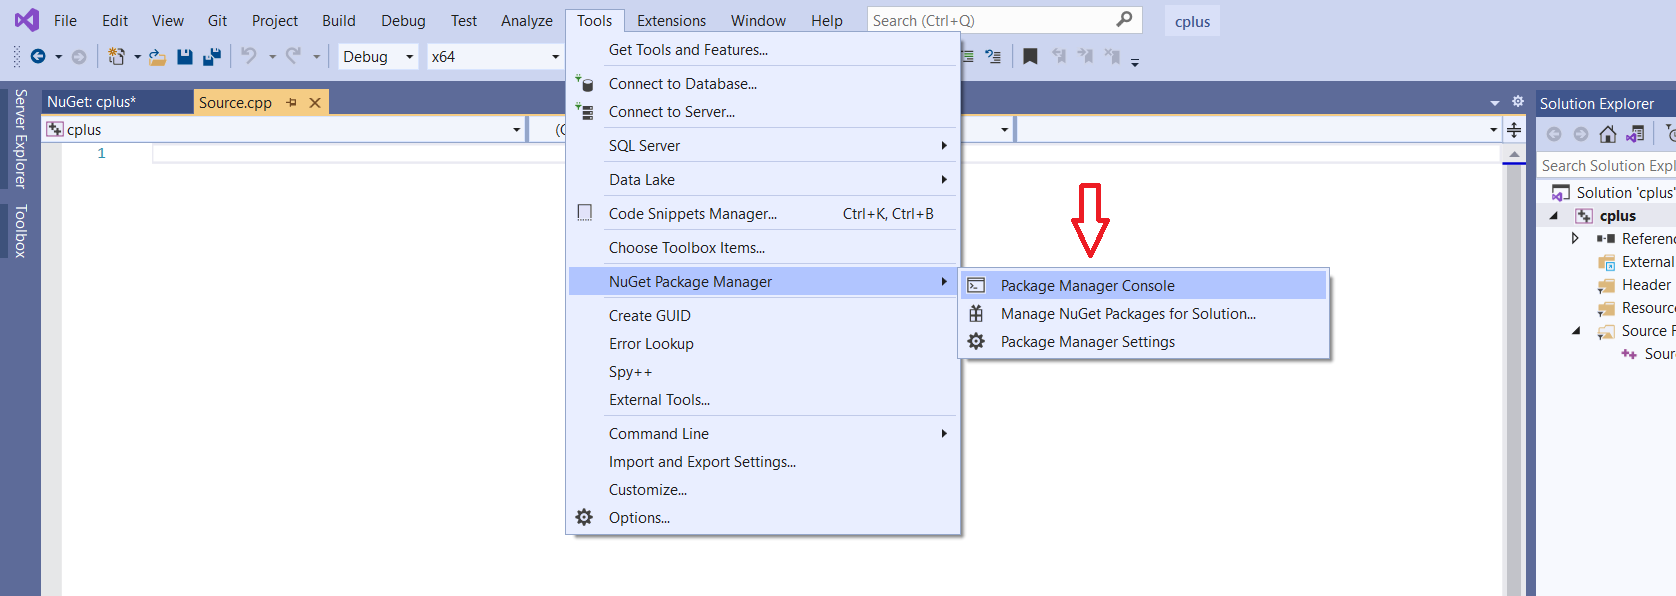 File Edit View Git Project Build Debug Test Analyze Tools Extensions Window Help Search (Ctrl+Q) cplus
Debug x64
Server Explorer
Toolbox
NuGet: cplus* Source.cpp
cplus
1
Get Tools and Features...
Connect to Database...
Connect to Server...
SQL Server
Data Lake
Code Snippets Manager... Ctrl+K, Ctrl+B
Choose Toolbox Items...
NuGet Package Manager
Create GUID
Error Lookup
Spy++
External Tools...
Command Line
Import and Export Settings...
Customize...
Options...
Package Manager Console
Manage NuGet Packages for Solution...
Package Manager Settings
Solution Explorer
Search Solution Expl
Solution 'cplus'
cplus
Referenc
External
Header
Resourc
Source F
Sour